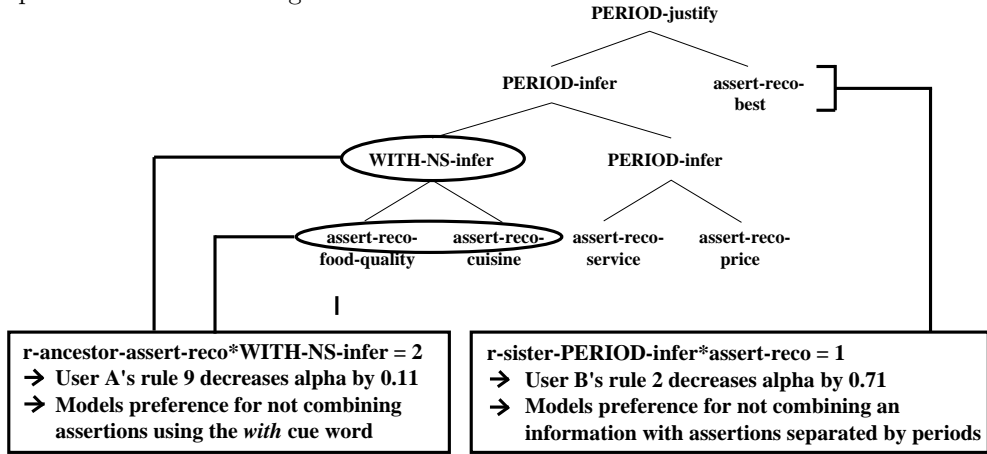 PERIOD-justify
PERIOD-infer
assert-reco-
best
WITH-NS-infer
PERIOD-infer
assert-reco-
food-quality
assert-reco-
cuisine
assert-reco-
service
assert-reco-
price
r-ancestor-assert-reco*WITH-NS-infer = 2
→ User A's rule 9 decreases alpha by 0.11
→ Models preference for not combining
assertions using the with cue word
r-sister-PERIOD-infer*assert-reco = 1
→ User B's rule 2 decreases alpha by 0.71
→ Models preference for not combining an
information with assertions separated by periods